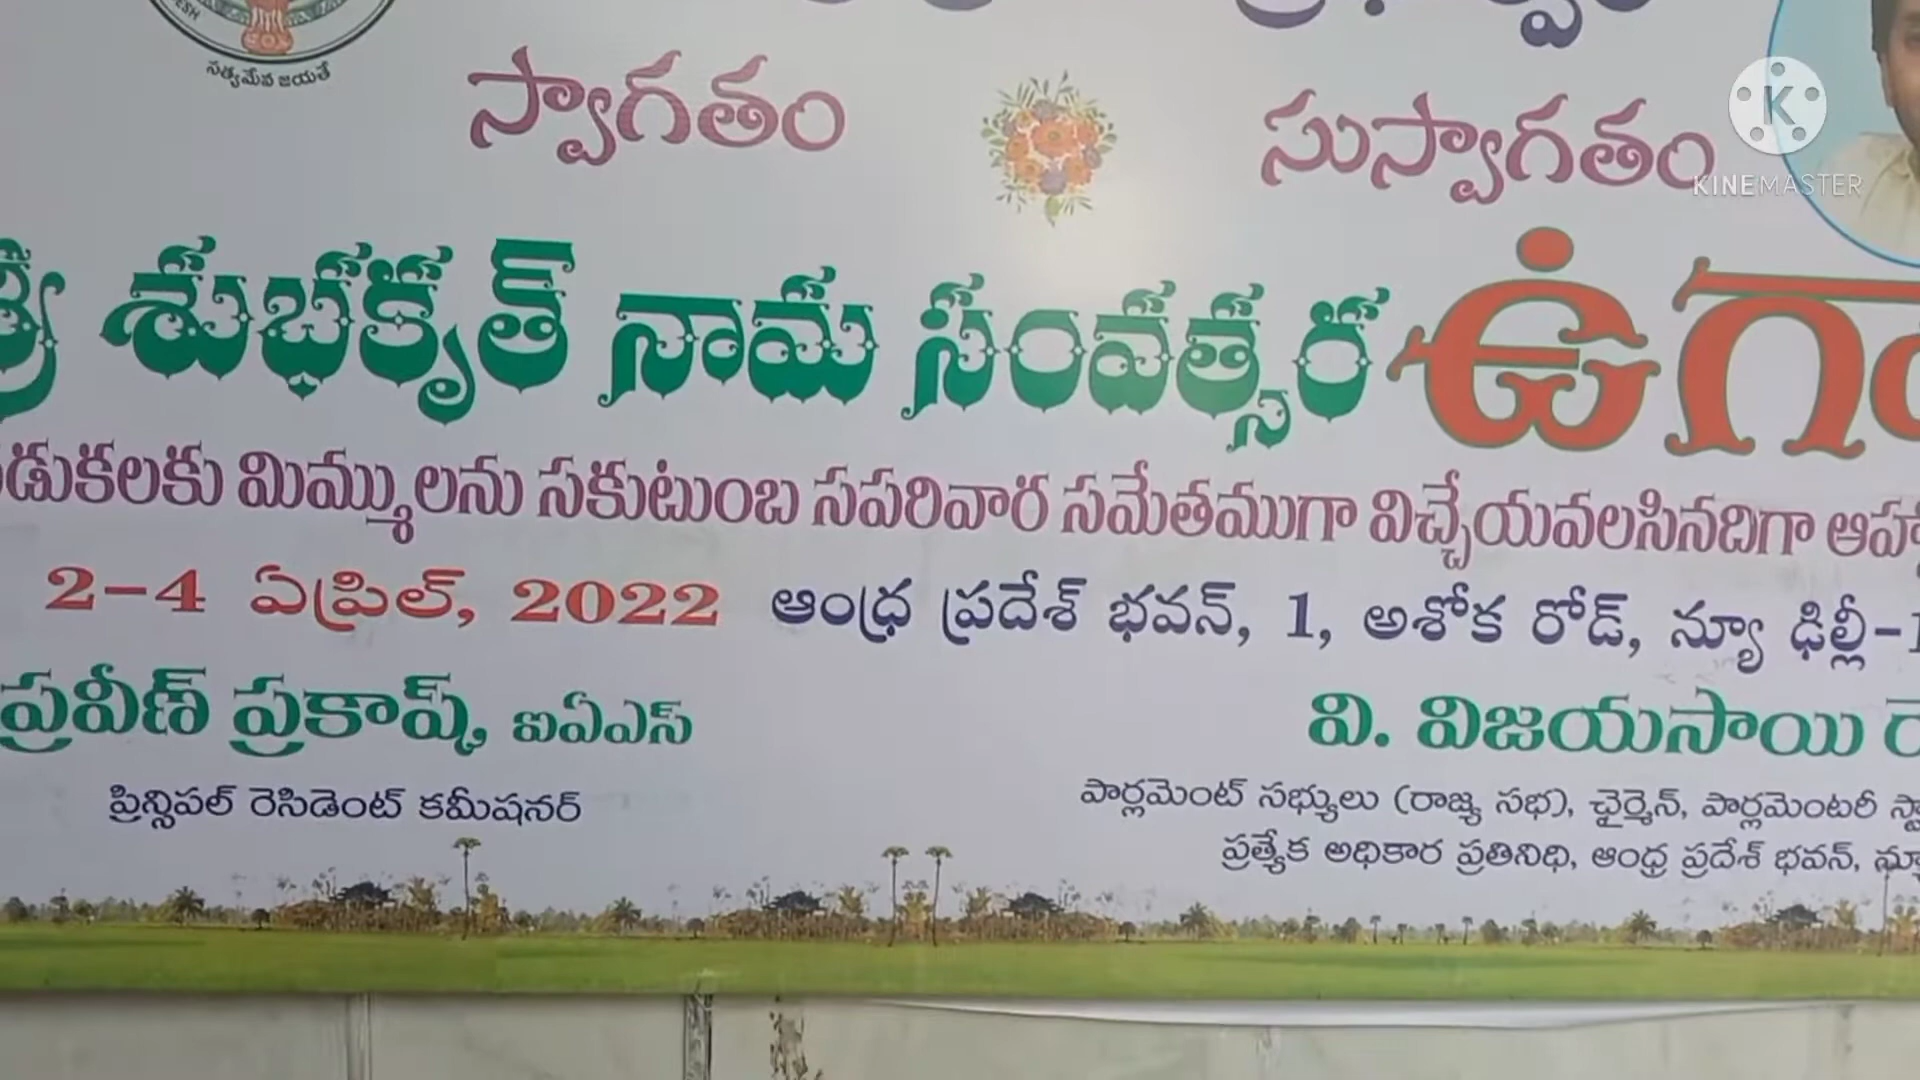 సత్యమేవ జయతే
స్వాగతం సుస్వాగతం
KINEMASTER
శ్రీ శుభకృత్ నామ సంవత్సర ఉగా
మిమ్ములను సకుటుంబ సపరివార సమేతముగా విచ్చేయవలసినదిగా
2-4 ఏప్రిల్, 2022 ఆంధ్ర ప్రదేశ్ భవన్, 1, అశోక రోడ్, న్యూ ఢిల్లీ-1
ప్రవీణ్ ప్రకాష్, ఐఏఎస్ వి. విజయసాయి
ప్రిన్సిపల్ రెసిడెంట్ కమీషనర్ పార్లమెంట్ సభ్యులు (రాజ్య సభ), ఛైర్మెన్, పార్లమెంటరీ
ప్రత్యేక అధికార ప్రతినిధి, ఆంధ్ర ప్రదేశ్ భవన్,